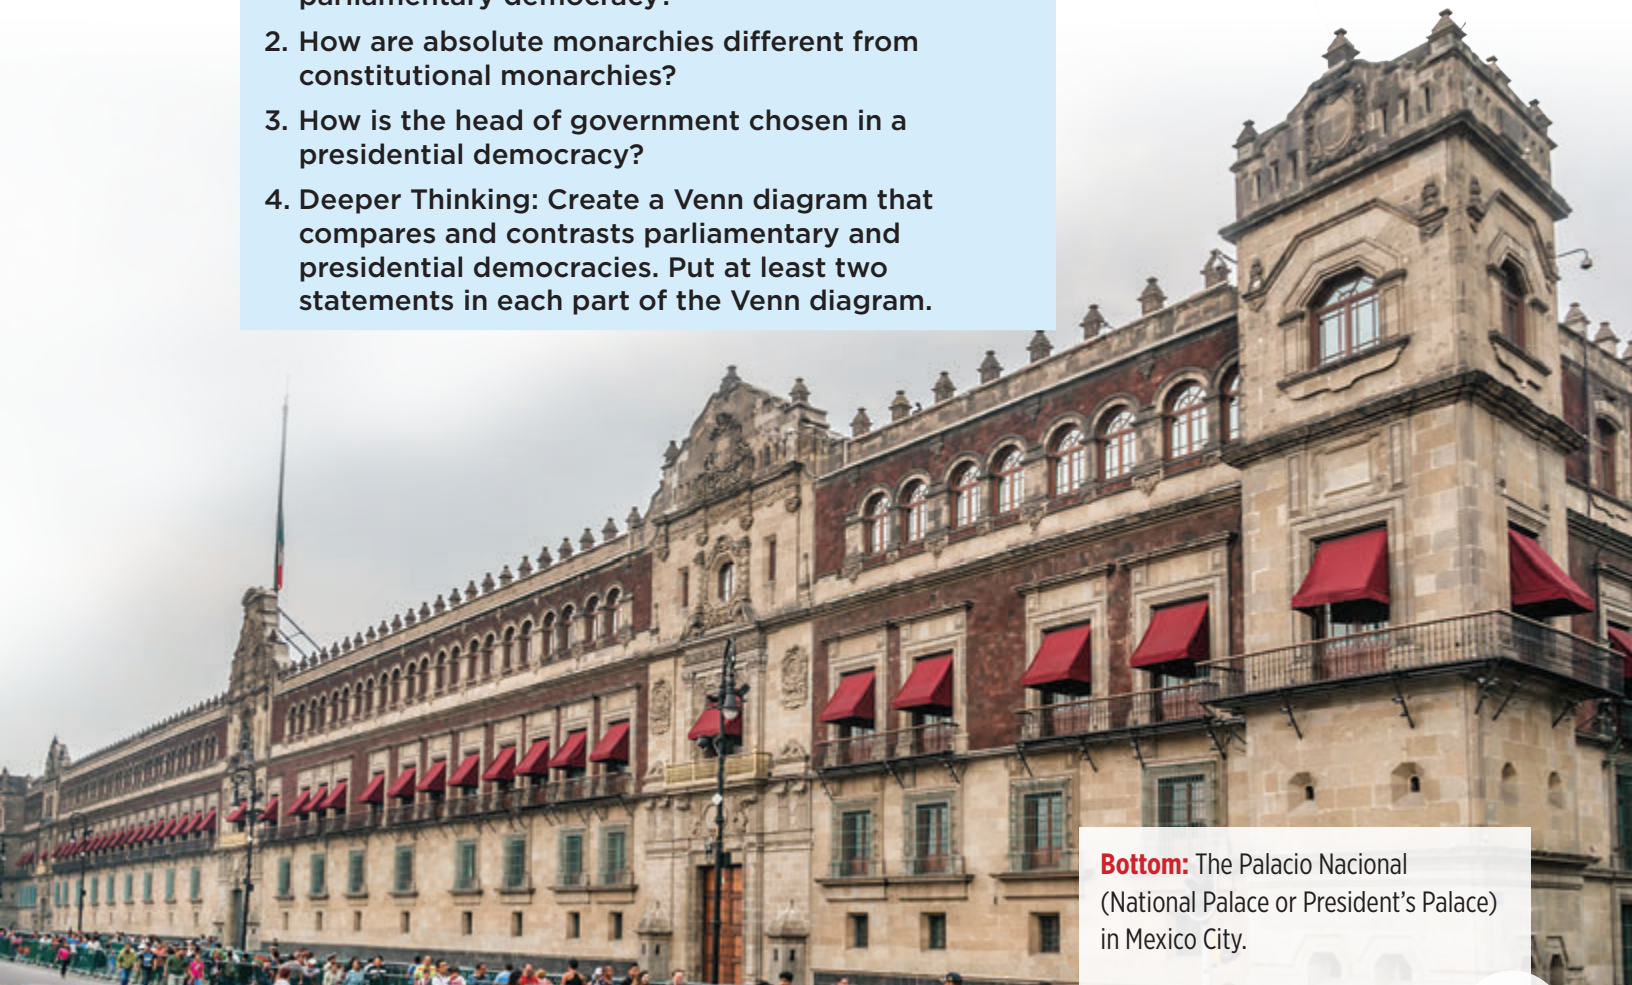 parliamentary democracy?
2. How are absolute monarchies different from
constitutional monarchies?
3. How is the head of government chosen in a
presidential democracy?
4. Deeper Thinking: Create a Venn diagram that
compares and contrasts parliamentary and
presidential democracies. Put at least two
statements in each part of the Venn diagram.
Bottom: The Palacio Nacional
(National Palace or President’s Palace)
in Mexico City.